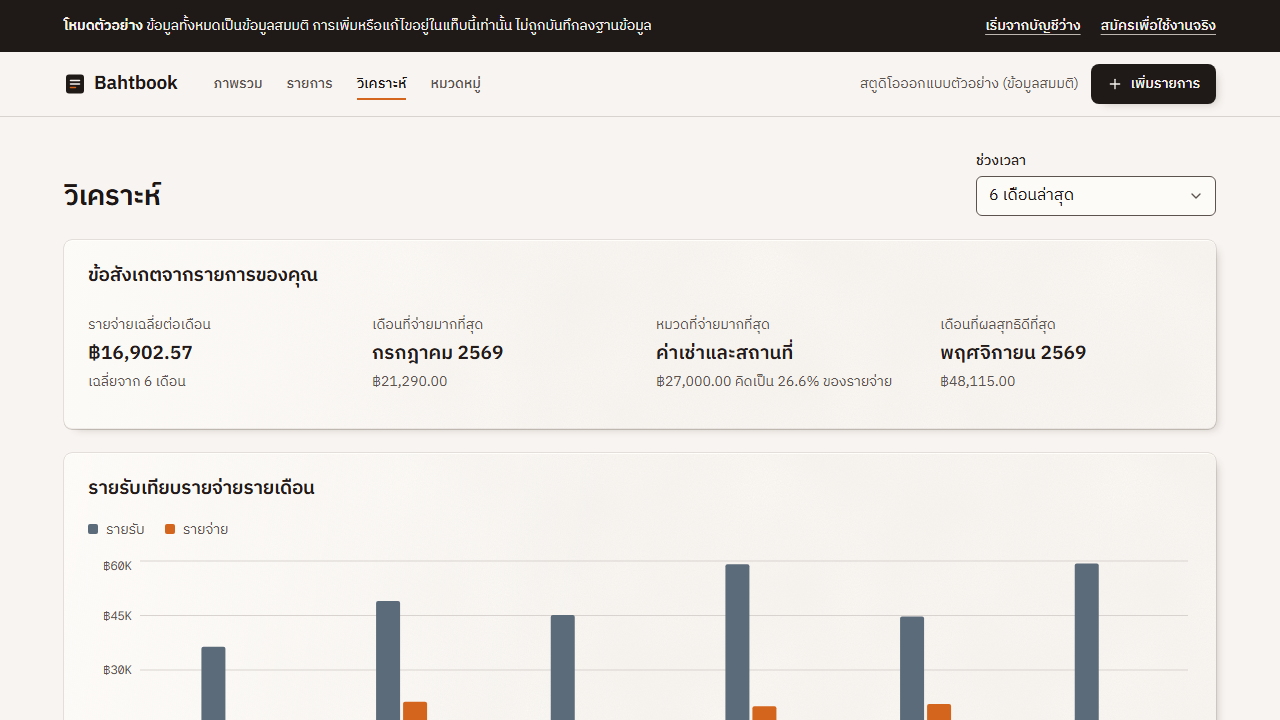 โหมดตัวอย่าง ข้อมูลทั้งหมดเป็นข้อมูลสมมติ การเพิ่มหรือแก้ไขอยู่ในแท็บนี้เท่านั้น ไม่ถูกบันทึกลงฐานข้อมูล
เริ่มจากบัญชีว่าง
สมัครเพื่อใช้งานจริง
Bahtbook
ภาพรวม
รายการ
วิเคราะห์
หมวดหมู่
สตูดิโอออกแบบตัวอย่าง (ข้อมูลสมมติ)
เพิ่มรายการ
วิเคราะห์
ช่วงเวลา
6 เดือนล่าสุด
ข้อสังเกตจากรายการของคุณ
รายจ่ายเฉลี่ยต่อเดือน
฿16,902.57
เฉลี่ยจาก 6 เดือน
เดือนที่จ่ายมากที่สุด
กรกฎาคม 2569
฿21,290.00
หมวดที่จ่ายมากที่สุด
ค่าเช่าและสถานที่
฿27,000.00 คิดเป็น 26.6% ของรายจ่าย
เดือนที่ผลสุทธิดีที่สุด
พฤศจิกายน 2569
฿48,115.00
รายรับเทียบรายจ่ายรายเดือน
รายรับ
รายจ่าย
฿60K
฿45K
฿30K